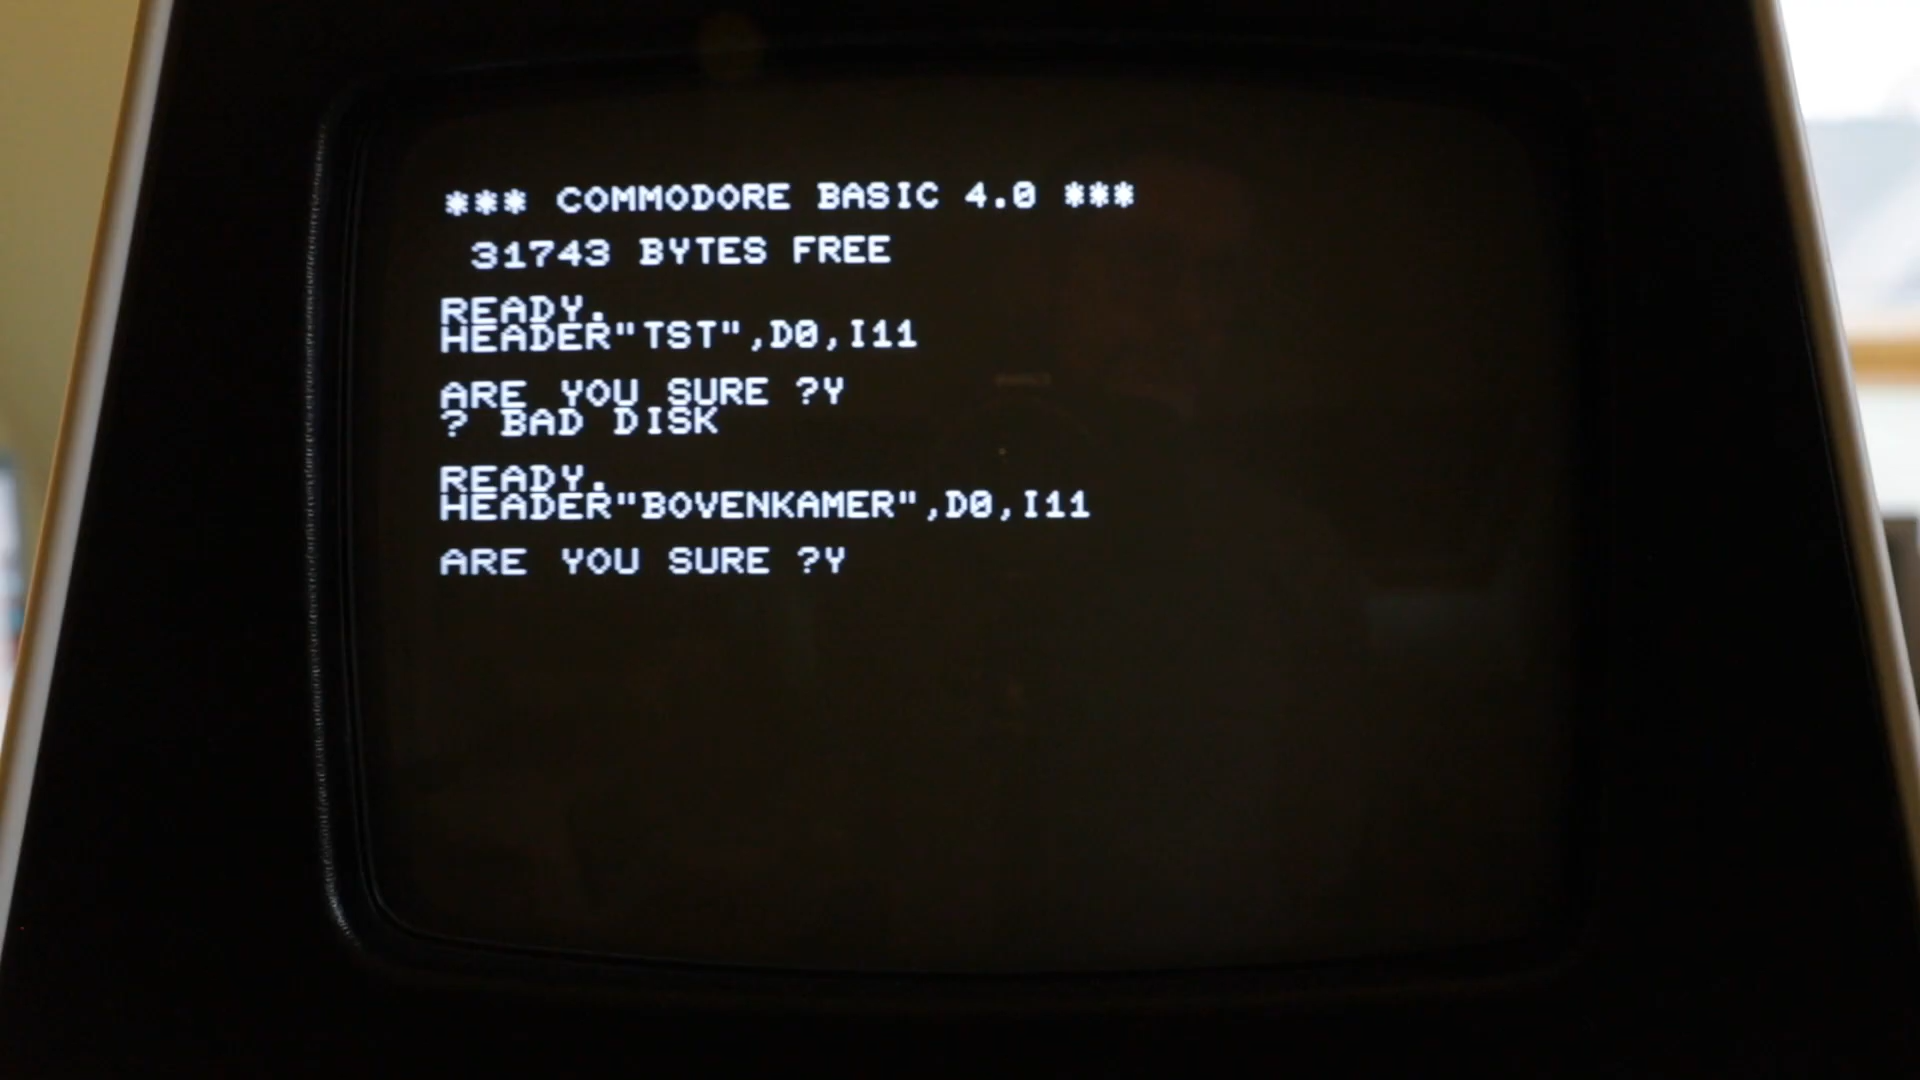 *** COMMODORE BASIC 4.0 ***
31743 BYTES FREE
READY.
HEADER"TST",D0,I11
ARE YOU SURE ?Y
? BAD DISK
READY.
HEADER"BOVENKAMER",D0,I11
ARE YOU SURE ?Y